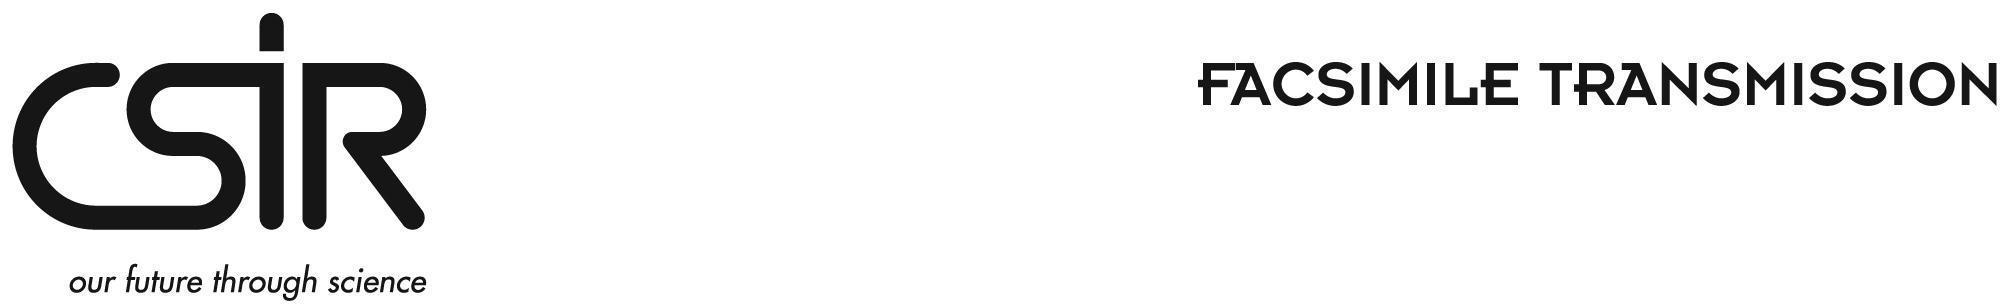 CSIR
FACSIMILE TRANSMISSION
our future through science